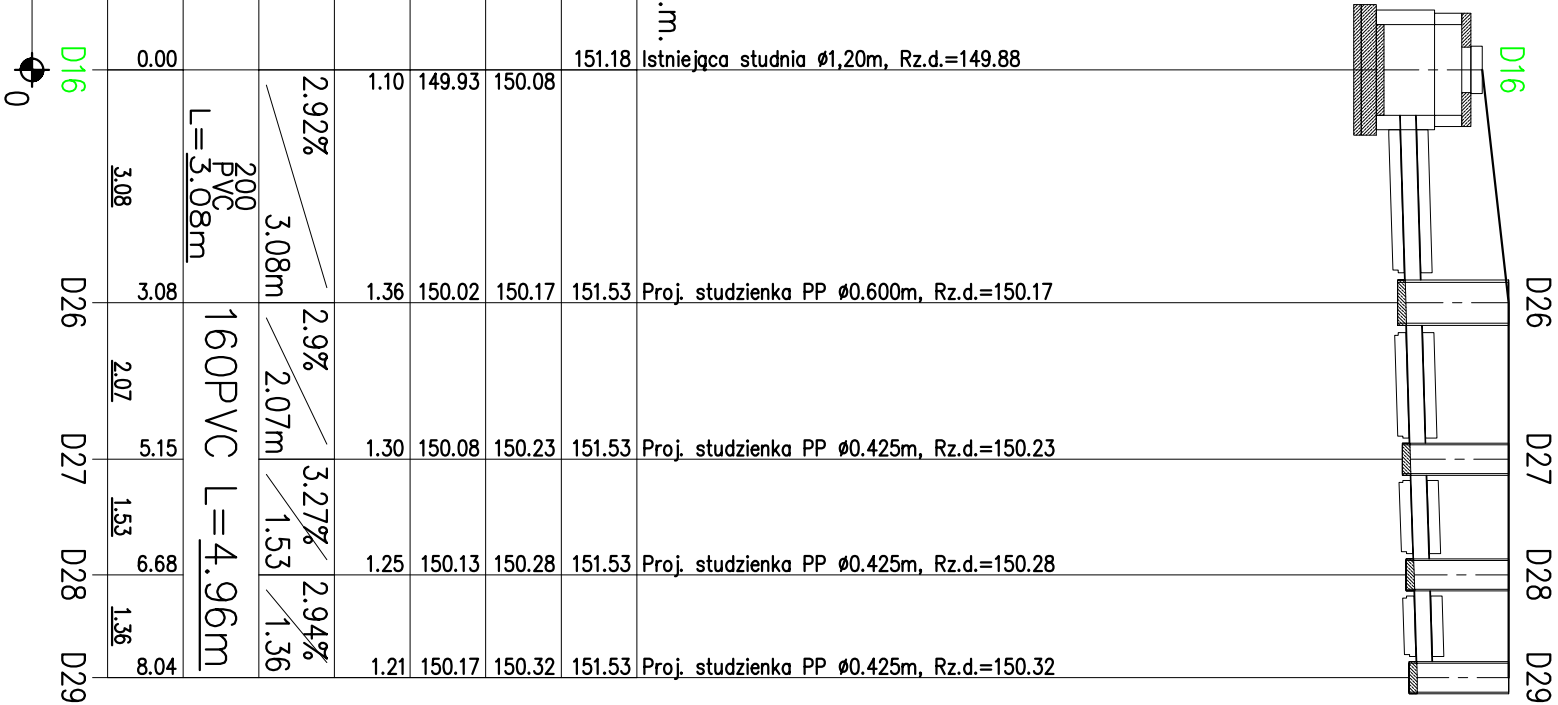 .m.
D16
0.00
151.18
Istniejąca studnia ø1,20m, Rz.d.=149.88
D16
0
1.10
149.93
150.08
2.92%
3.08m
200
PVC
L=3.08m
3.08
D26
3.08
1.36
150.02
150.17
151.53
Proj. studzienka PP ø0.600m, Rz.d.=150.17
D26
2.9%
2.07m
160PVC L=4.96m
2.07
D27
5.15
1.30
150.08
150.23
151.53
Proj. studzienka PP ø0.425m, Rz.d.=150.23
D27
3.27%
1.53
1.53
D28
6.68
1.25
150.13
150.28
151.53
Proj. studzienka PP ø0.425m, Rz.d.=150.28
D28
2.94%
1.36
1.36
D29
8.04
1.21
150.17
150.32
151.53
Proj. studzienka PP ø0.425m, Rz.d.=150.32
D29